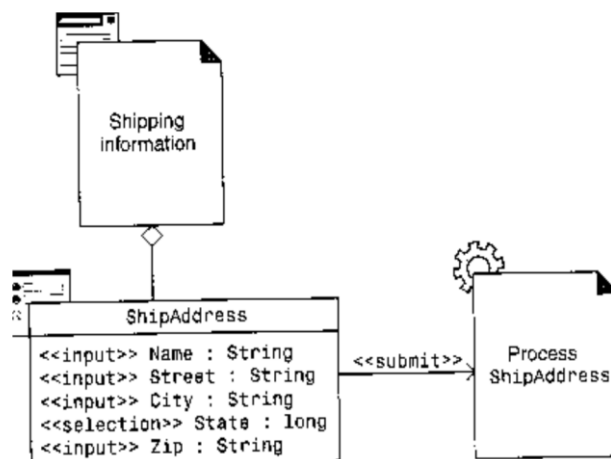 Shipping
information
ShipAddress
<<input>> Name : String
<<input>> Street : String
<<input>> City : String
<<selection>> State : long
<<input>> Zip : String
<<submit>>
Process
ShipAddress